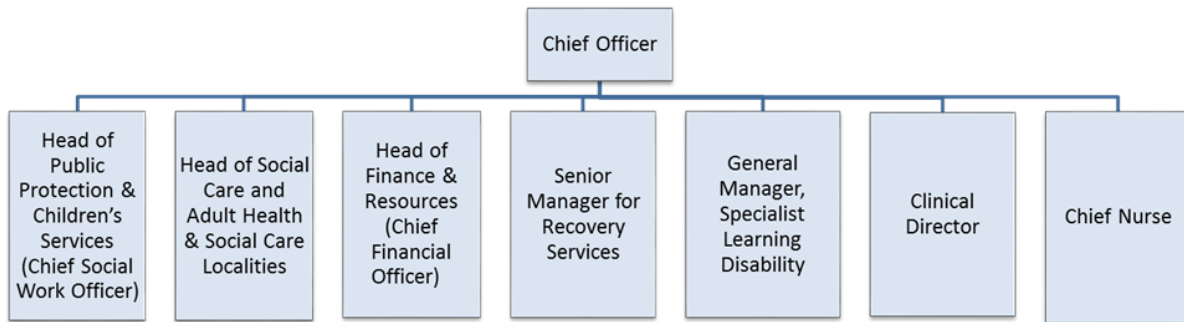 Chief Officer
Head of
Public
Protection &
Children’s
Services
(Chief Social
Work Officer)
Head of Social
Care and
Adult Health
& Social Care
Localities
Head of
Finance &
Resources
(Chief
Financial
Officer)
Senior
Manager for
Recovery
Services
General
Manager,
Specialist
Learning
Disability
Clinical
Director
Chief Nurse